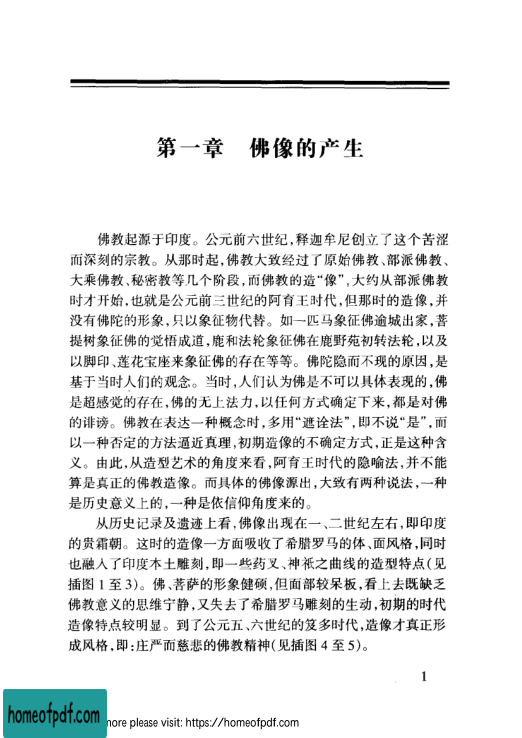 第一章 佛像的产生
佛教起源于印度。公元前六世纪,释迦牟尼创立了这个苦涩
而深刻的宗教。从那时起,佛教大致经过了原始佛教、部派佛教、
大乘佛教、秘密教等几个阶段,而佛教的造“像”,大约从部派佛教
时才开始,也就是公元前三世纪的阿育王时代,但那时的造像,并
没有佛陀的形象,只以象征物代替。如一匹马象征佛逾城出家,菩
提树象征佛的觉悟成道,鹿和法轮象征佛在鹿野苑初转法轮,以及
以脚印、莲花宝座来象征佛的存在等等。佛陀隐而不现的原因,是
基于当时人们的观念。当时,人们认为佛是不可以具体表现的,佛
是超感觉的存在,佛的无上法力,以任何方式确定下来,都是对佛
的诽谤。佛教在表达一种概念时,多用“遮诠法”,即不说“是”,而
以一种否定的方法逼近真理,初期造像的不确定方式,正是这种含
义。由此,从造型艺术的角度来看,阿育王时代的隐喻法,并不能
算是真正的佛教造像。而具体的佛像源出,大致有两种说法,一种
是历史意义上的,一种是依信仰角度来的。
从历史记录及遗迹上看,佛像出现在一、二世纪左右,即印度
的贵霜朝。这时的造像一方面吸收了希腊罗马的体、面风格,同时
也融入了印度本土雕刻,即一些药叉、神祇之曲线的造型特点(见
插图1至3)。佛、菩萨的形象健硕,但面部较呆板,看上去既缺乏
佛教意义的思维宁静,又失去了希腊罗马雕刻的生动,初期的时代
造像特点较明显。到了公元五、六世纪的笈多时代,造像才真正形
成风格,即:庄严而慈悲的佛教精神(见插图4至5)。
1
homeofpdf.com
more please visit: https://homeofpdf.com